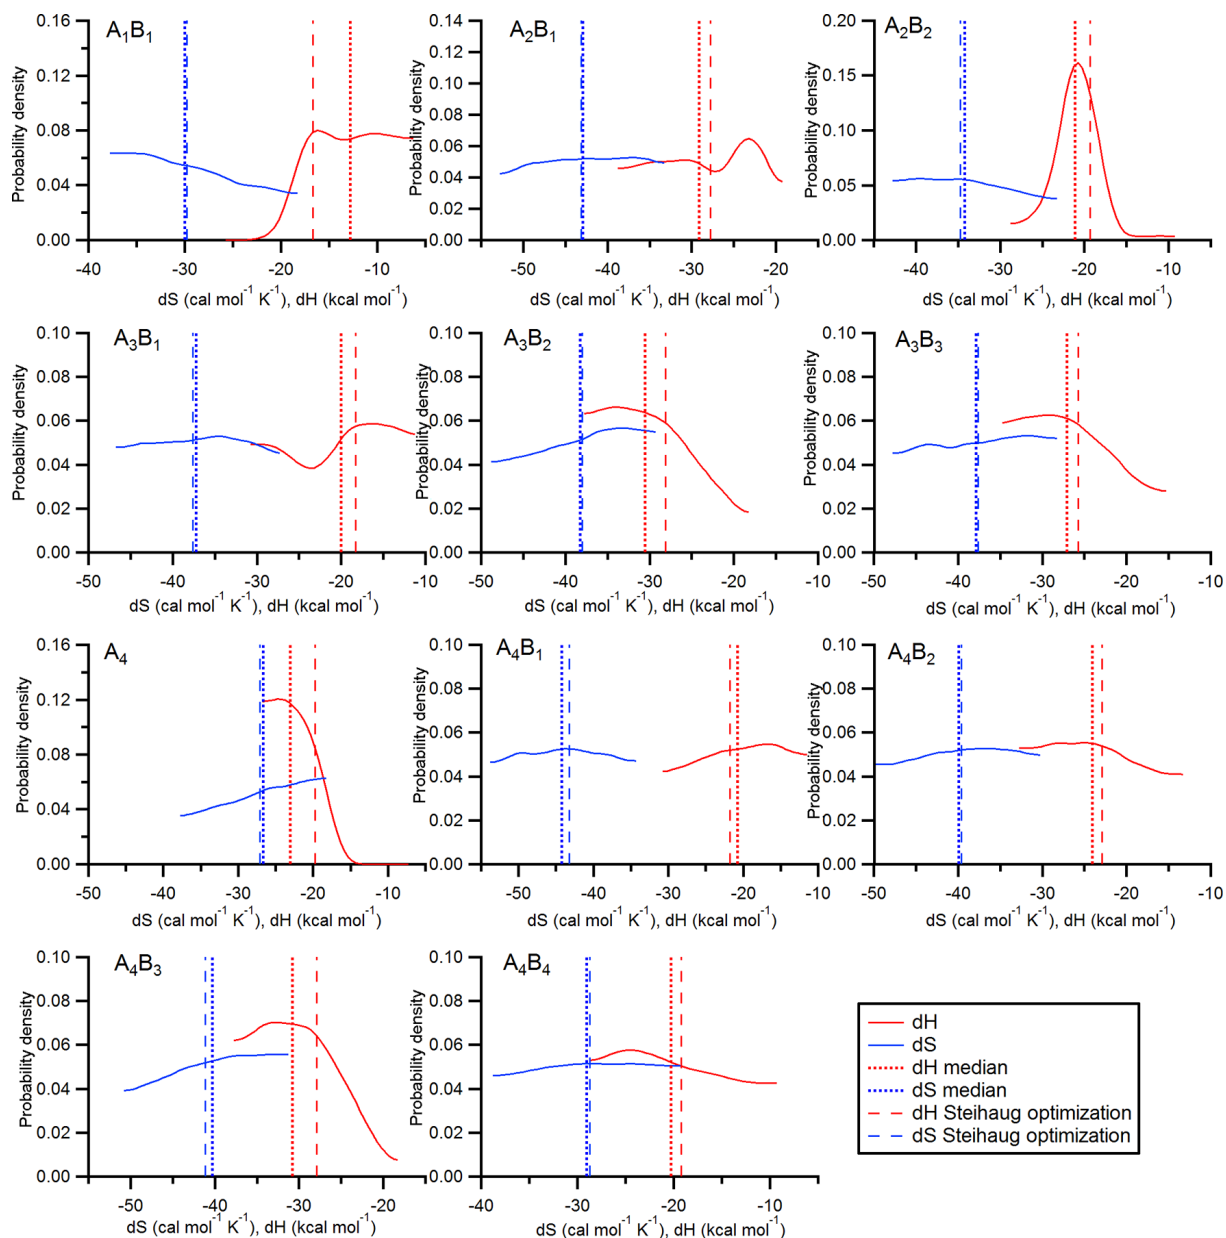 A₁B₁
0.16
0.12
0.08
0.04
0.00
Probability density
-40 -30 -20 -10
dS (cal mol⁻¹ K⁻¹), dH (kcal mol⁻¹)
A₂B₁
0.14
0.12
0.10
0.08
0.06
0.04
0.02
0.00
Probability density
-50 -40 -30 -20
dS (cal mol⁻¹ K⁻¹), dH (kcal mol⁻¹)
A₂B₂
0.20
0.15
0.10
0.05
0.00
Probability density
-40 -30 -20 -10
dS (cal mol⁻¹ K⁻¹), dH (kcal mol⁻¹)
A₃B₁
0.10
0.08
0.06
0.04
0.02
0.00
Probability density
-50 -40 -30 -20 -10
dS (cal mol⁻¹ K⁻¹), dH (kcal mol⁻¹)
A₃B₂
0.10
0.08
0.06
0.04
0.02
0.00
Probability density
-50 -40 -30 -20
dS (cal mol⁻¹ K⁻¹), dH (kcal mol⁻¹)
A₃B₃
0.10
0.08
0.06
0.04
0.02
0.00
Probability density
-50 -40 -30 -20
dS (cal mol⁻¹ K⁻¹), dH (kcal mol⁻¹)
A₄
0.16
0.12
0.08
0.04
0.00
Probability density
-50 -40 -30 -20 -10
dS (cal mol⁻¹ K⁻¹), dH (kcal mol⁻¹)
A₄B₁
0.10
0.08
0.06
0.04
0.02
0.00
Probability density
-50 -40 -30 -20 -10
dS (cal mol⁻¹ K⁻¹), dH (kcal mol⁻¹)
A₄B₂
0.10
0.08
0.06
0.04
0.02
0.00
Probability density
-50 -40 -30 -20 -10
dS (cal mol⁻¹ K⁻¹), dH (kcal mol⁻¹)
A₄B₃
0.10
0.08
0.06
0.04
0.02
0.00
Probability density
-50 -40 -30 -20
dS (cal mol⁻¹ K⁻¹), dH (kcal mol⁻¹)
A₄B₄
0.10
0.08
0.06
0.04
0.02
0.00
Probability density
-40 -30 -20 -10
dS (cal mol⁻¹ K⁻¹), dH (kcal mol⁻¹)
dH
dS
dH median
dS median
dH Steihaug optimization
dS Steihaug optimization